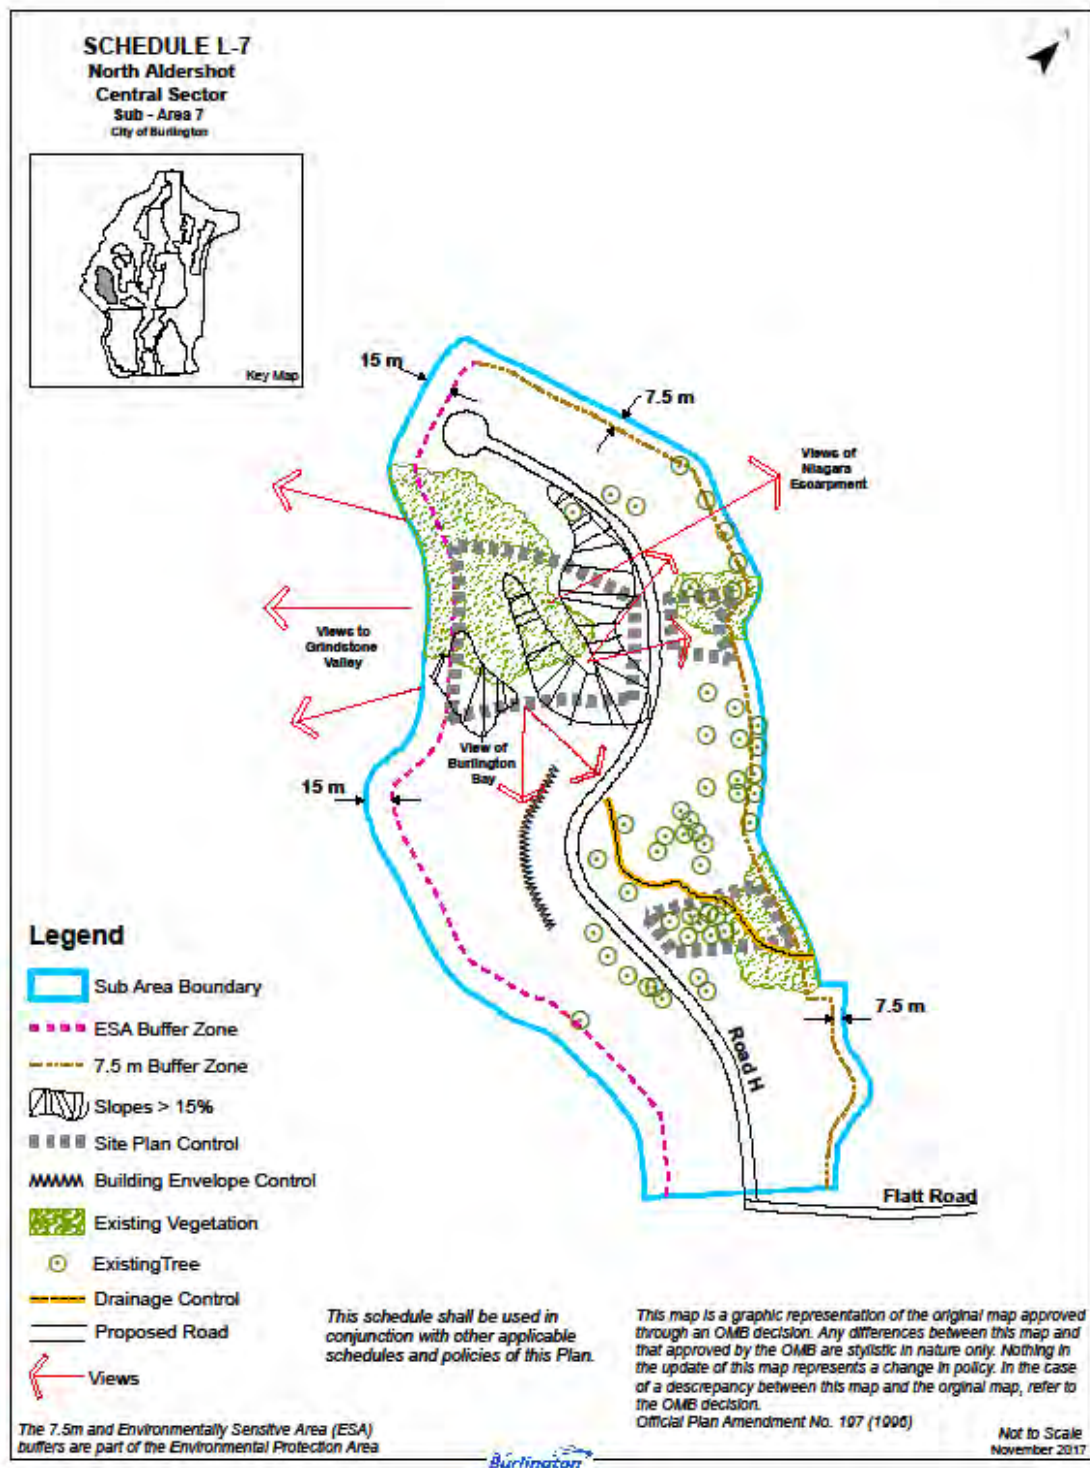 SCHEDULE L-7
North Aldershot
Central Sector
Sub - Area 7
City of Burlington
Key Map
15 m
7.5 m
Views of
Niagara
Escarpment
Views to
Grindstone
Valley
View of
Burlington
Bay
15 m
7.5 m
Road H
Flatt Road
Legend
Sub Area Boundary
ESA Buffer Zone
7.5 m Buffer Zone
Slopes > 15%
Site Plan Control
Building Envelope Control
Existing Vegetation
ExistingTree
Drainage Control
Proposed Road
Views
The 7.5m and Environmentally Sensitve Area (ESA)
buffers are part of the Environmental Protection Area
This schedule shall be used in
conjunction with other applicable
schedules and policies of this Plan.
This map is a graphic representation of the original map approved
through an OMB decision. Any differences between this map and
that approved by the OMB are stylistic in nature only. Nothing in
the update of this map represents a change in policy. In the case
of a descrepancy between this map and the orginal map, refer to
the OMB decision.
Official Plan Amendment No. 197 (1996)
Not to Scale
November 2017
Burlington